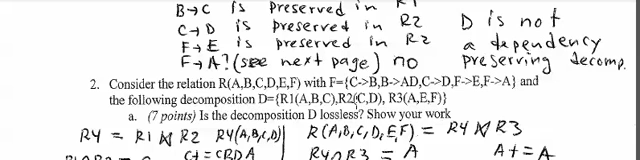 B→C is preserved in R1
C→D is preserved in R2
F→E is preserved in R2
F→A? (see next page) no
D is not
a dependency
preserving decomp.
2. Consider the relation R(A,B,C,D,E,F) with F={C->B,B->AD,C->D,F->E,F->A} and
the following decomposition D={R1(A,B,C),R2(C,D), R3(A,E,F)}
a. (7 points) Is the decomposition D lossless? Show your work
R4 = R1 ⋈ R2 R4(A,B,C,D) R(A,B,C,D,E,F) = R4 ⋈ R3
C+ = CBDA R4∩R3 = A A+ = A